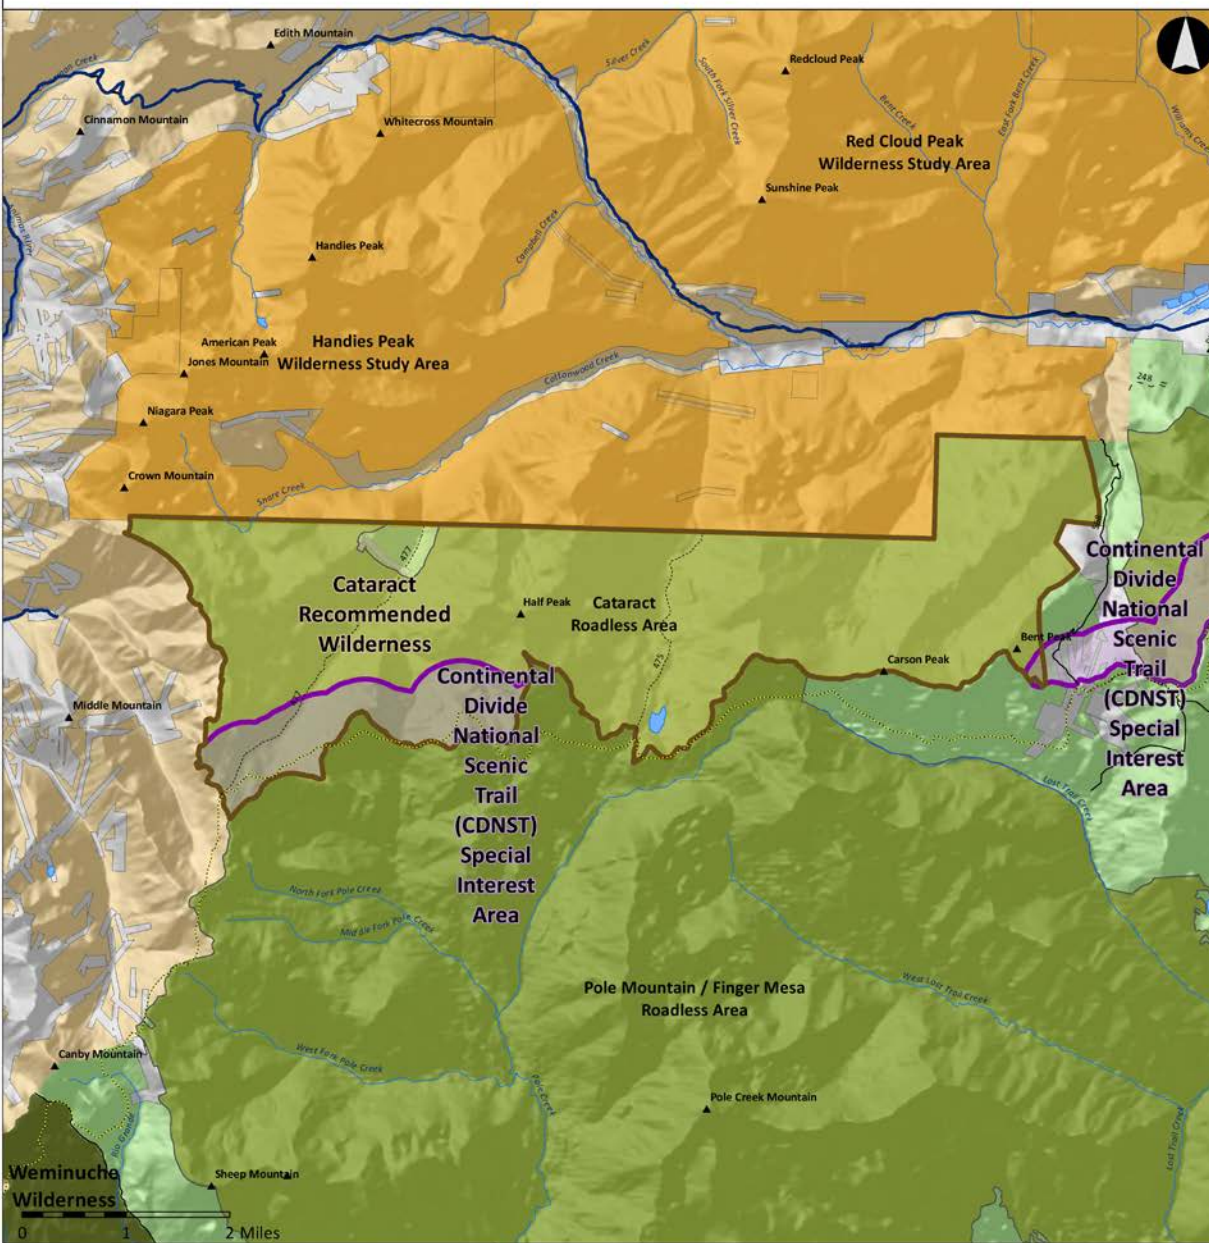 Edith Mountain
Silver Creek
Redcloud Peak
South Fork Silver Creek
Bent Creek
East Fork Bent Creek
Cinnamon Mountain
Whitecross Mountain
Red Cloud Peak
Wilderness Study Area
Sunshine Peak
Campbell Creek
Handies Peak
American Peak
Jones Mountain
Handies Peak
Wilderness Study Area
Cottonwood Creek
248
Niagara Peak
Crown Mountain
Snare Creek
477
Cataract
Recommended
Wilderness
Half Peak
Cataract
Roadless Area
475
Continental
Divide
National
Scenic
Trail
(CDNST)
Special
Interest
Area
Bent Peak
Carson Peak
Continental
Divide
National
Scenic
Trail
(CDNST)
Special
Interest
Area
Middle Mountain
Lost Trail Creek
North Fork Pole Creek
Middle Fork Pole Creek
West Lost Trail Creek
Pole Mountain / Finger Mesa
Roadless Area
West Fork Pole Creek
Canby Mountain
Pole Creek
Pole Creek Mountain
Rio Grande
Lost Trail Creek
Weminuche
Wilderness
Sheep Mountain
0 1 2 Miles